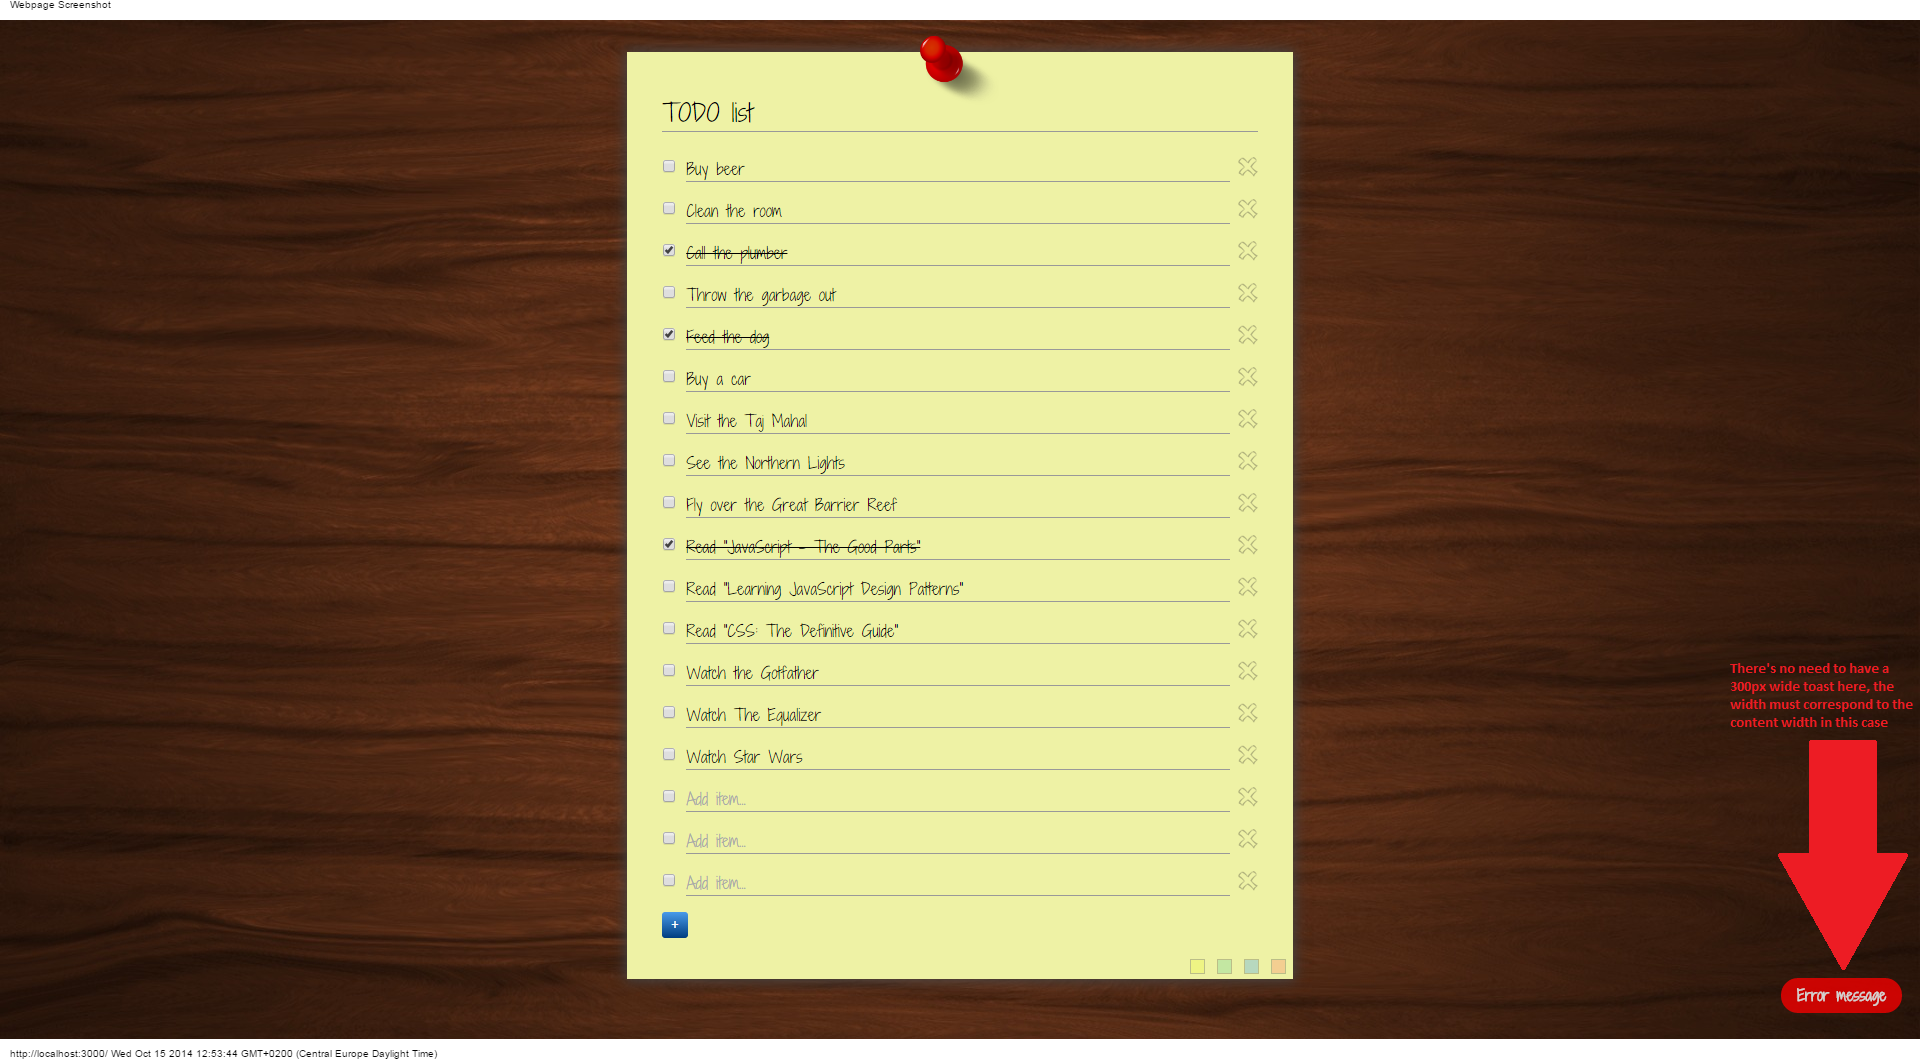 Webpage Screenshot
TODO list
Buy beer
Clean the room
Call the plumber
Throw the garbage out
Feed the dog
Buy a car
Visit the Taj Mahal
See the Northern Lights
Fly over the Great Barrier Reef
Read "JavaScript - The Good Parts"
Read "Learning JavaScript Design Patterns"
Read "CSS: The Definitive Guide"
Watch the Gotfather
Watch The Equalizer
Watch Star Wars
Add item...
Add item...
Add item...
+
There's no need to have a
300px wide toast here, the
width must correspond to the
content width in this case
Error message
http://localhost:3000/ Wed Oct 15 2014 12:53:44 GMT+0200 (Central Europe Daylight Time)